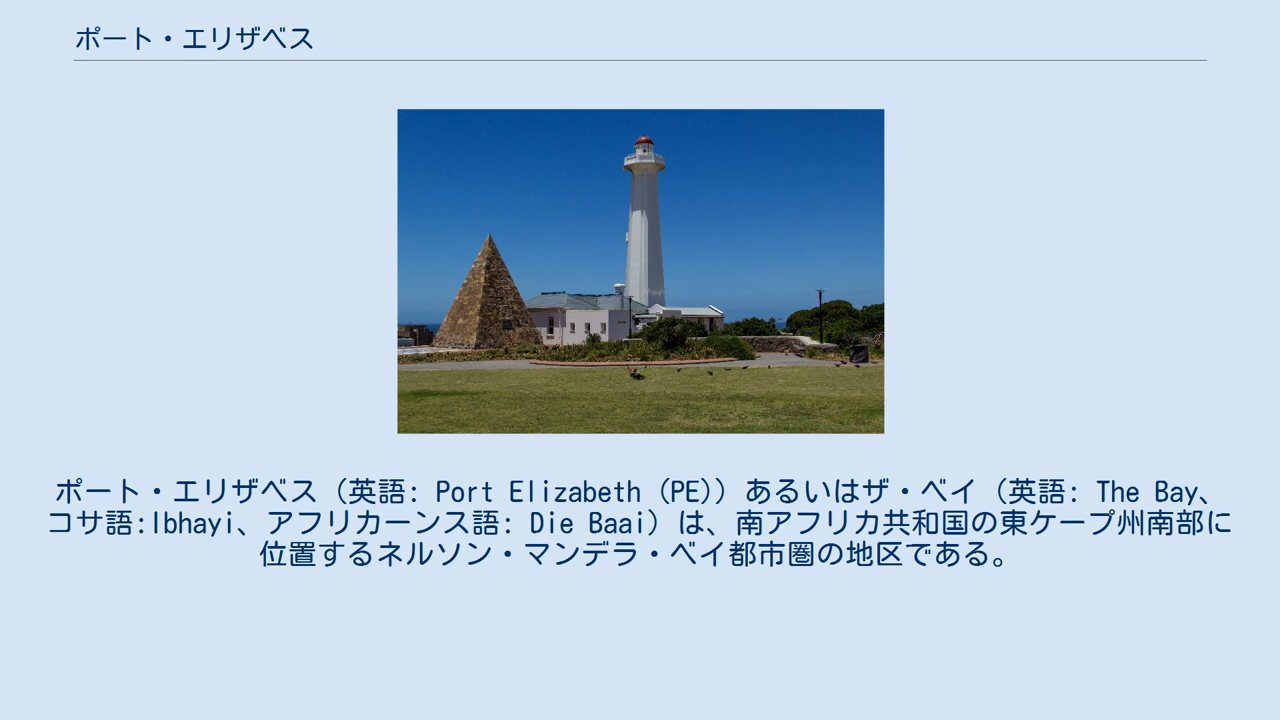 ポート・エリザベス
ポート・エリザベス（英語: Port Elizabeth (PE)）あるいはザ・ベイ（英語: The Bay、
コサ語:Ibhayi、アフリカーンス語: Die Baai）は、南アフリカ共和国の東ケープ州南部に
位置するネルソン・マンデラ・ベイ都市圏の地区である。